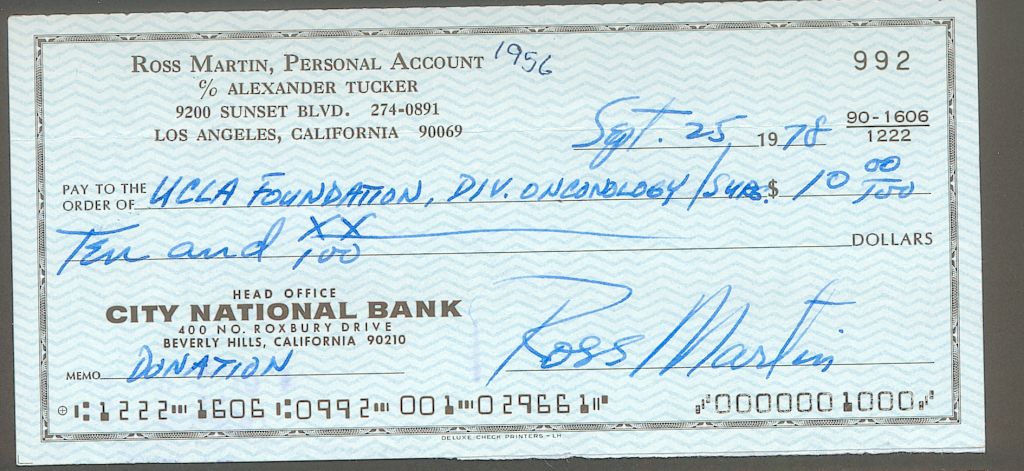 ROSS MARTIN, PERSONAL ACCOUNT 1956 992
c/o ALEXANDER TUCKER
9200 SUNSET BLVD. 274-0891
LOS ANGELES, CALIFORNIA 90069
Sept. 25 1978 90-1606/1222
PAY TO THE ORDER OF UCLA FOUNDATION, DIV. ONCONOLOGY / $ 10 00/100
Ten and XX/100 DOLLARS
HEAD OFFICE
CITY NATIONAL BANK
400 NO. ROXBURY DRIVE
BEVERLY HILLS, CALIFORNIA 90210
MEMO DONATION Ross Martin
⑆1222⑉1606⑆0992⑉001⑉029661⑈ ⑇0000001000⑇
DELUXE CHECK PRINTERS - LH